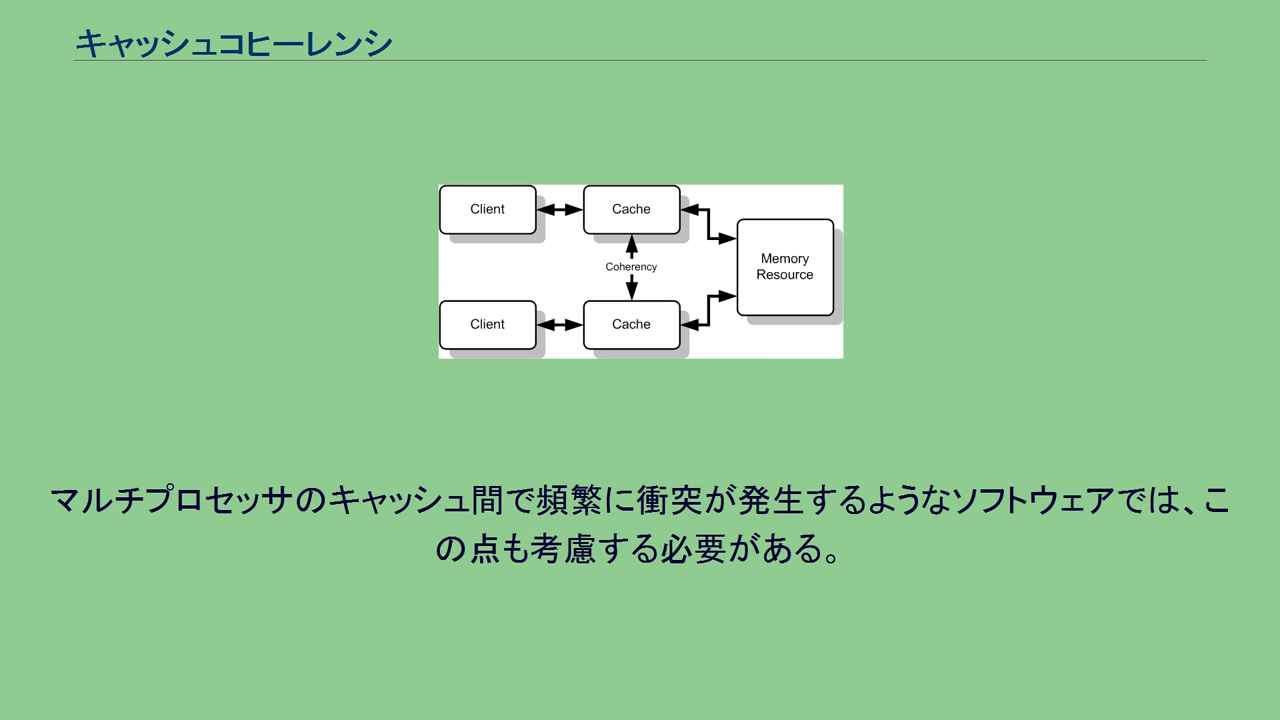 キャッシュコヒーレンシ
Client
Cache
Memory
Resource
Coherency
Client
Cache
マルチプロセッサのキャッシュ間で頻繁に衝突が発生するようなソフトウェアでは、こ
の点も考慮する必要がある。